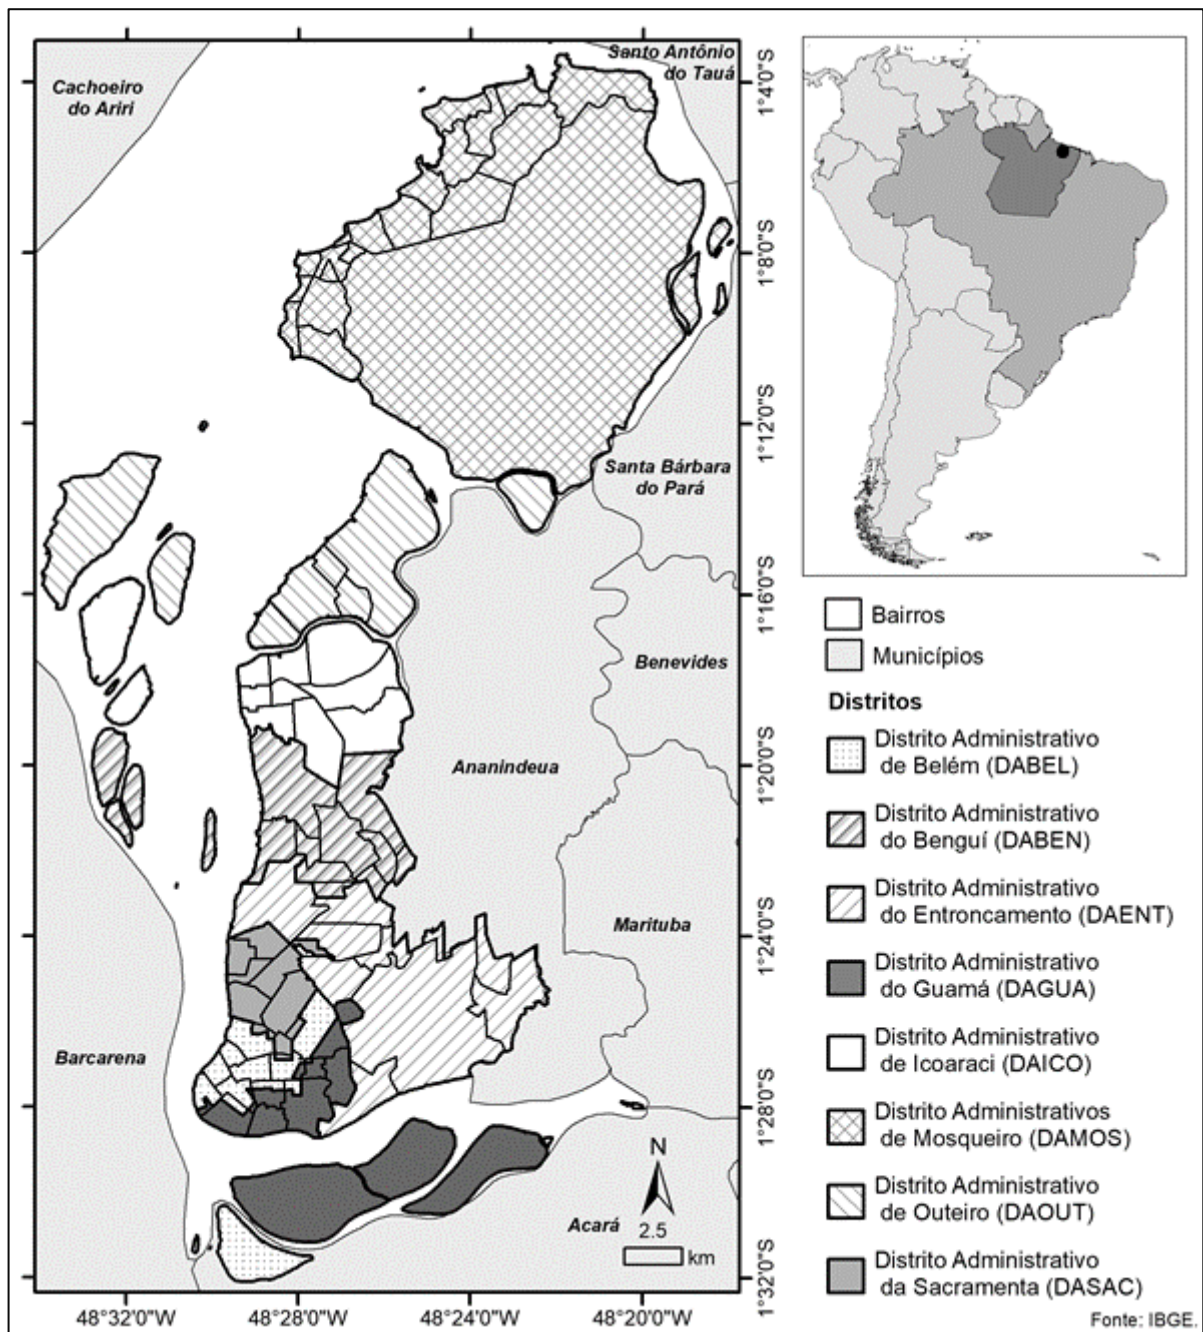 Santo Antônio
do Tauá
Cachoeiro
do Ariri
1°4'0"S
1°8'0"S
1°12'0"S
Santa Bárbara
do Pará
1°16'0"S
Benevides
1°20'0"S
Ananindeua
Marituba
1°24'0"S
Barcarena
1°28'0"S
N
Acará
2.5
km
1°32'0"S
48°32'0"W
48°28'0"W
48°24'0"W
48°20'0"W
Bairros
Municípios
Distritos
Distrito Administrativo
de Belém (DABEL)
Distrito Administrativo
do Benguí (DABEN)
Distrito Administrativo
do Entroncamento (DAENT)
Distrito Administrativo
do Guamá (DAGUA)
Distrito Administrativo
de Icoaraci (DAICO)
Distrito Administrativos
de Mosqueiro (DAMOS)
Distrito Administrativo
de Outeiro (DAOUT)
Distrito Administrativo
da Sacramenta (DASAC)
Fonte: IBGE.